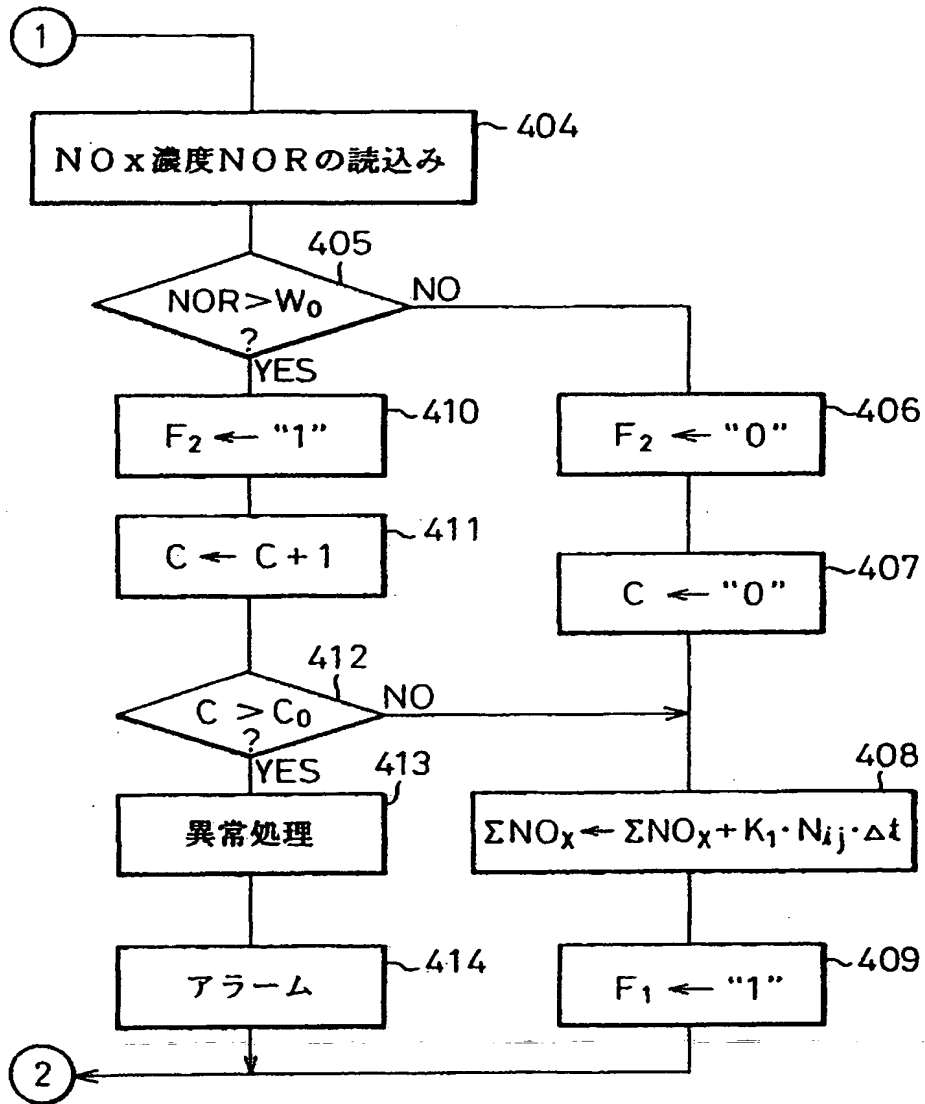 1
404
NOx濃度NORの読込み
405
NOR>W₀
?
NO
YES
410
F₂ ← "1"
406
F₂ ← "0"
411
C ← C+1
407
C ← "0"
412
C > C₀
?
NO
YES
413
異常処理
408
ΣNOx ← ΣNOx+K₁·Nij·Δt
414
アラーム
409
F₁ ← "1"
2